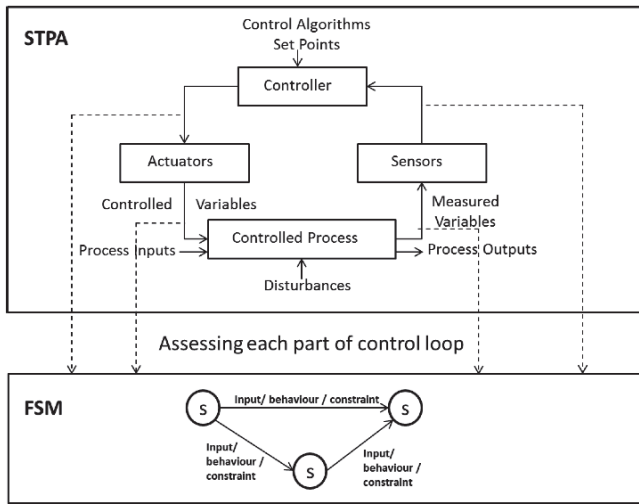 STPA
Control Algorithms
Set Points
Controller
Actuators
Sensors
Controlled Variables
Measured
Variables
Controlled Process
Process Inputs
Process Outputs
Disturbances
Assessing each part of control loop
FSM
S
Input/ behaviour / constraint
S
Input/
behaviour /
constraint
S
Input/
behaviour /
constraint